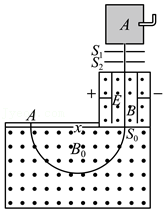 A
S₁
S₂
+ E B −
A x S₀
B₀